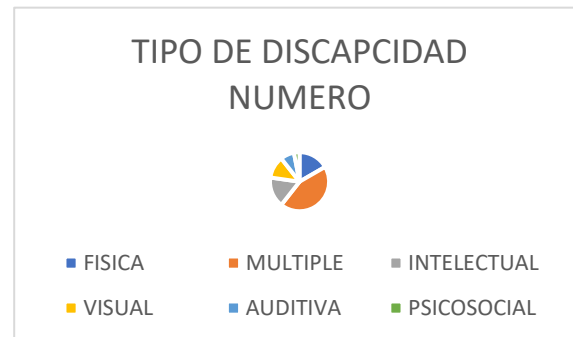 TIPO DE DISCAPCIDAD
NUMERO
FISICA MULTIPLE INTELECTUAL
VISUAL AUDITIVA PSICOSOCIAL